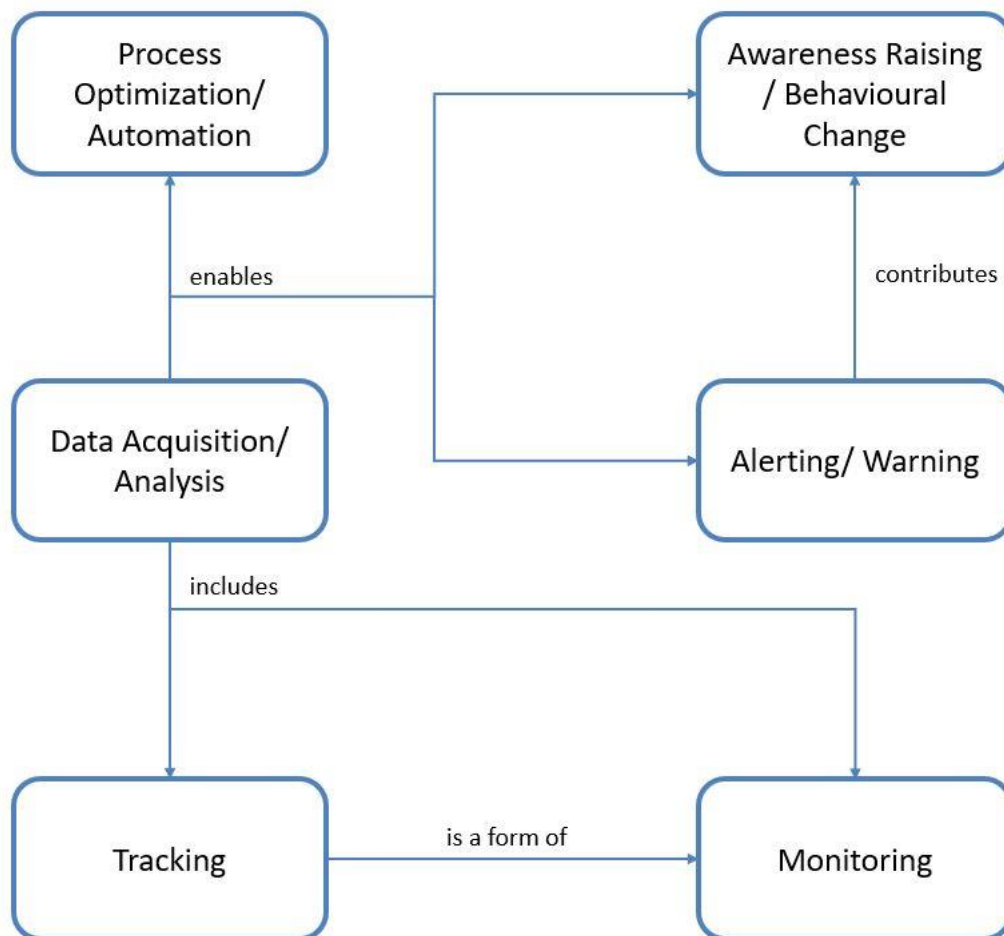 Process
Optimization/
Automation
Awareness Raising
/ Behavioural
Change
enables
contributes
Data Acquisition/
Analysis
Alerting/ Warning
includes
Tracking
is a form of
Monitoring